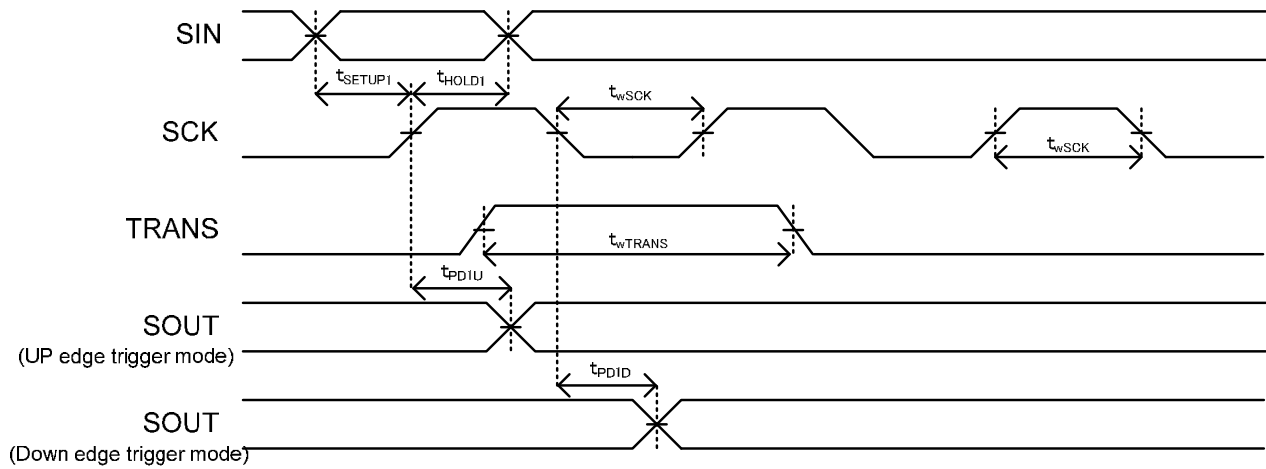 SIN
tSETUP1 tHOLD1
twSCK
SCK
twSCK
TRANS
twTRANS
tPD1U
SOUT
(UP edge trigger mode)
tPD1D
SOUT
(Down edge trigger mode)